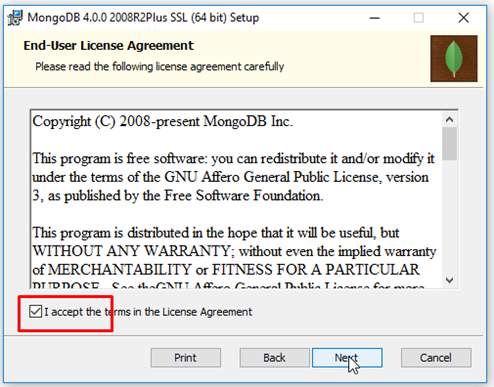 MongoDB 4.0.0 2008R2Plus SSL (64 bit) Setup
End-User License Agreement
Please read the following license agreement carefully
Copyright (C) 2008-present MongoDB Inc.
This program is free software: you can redistribute it and/or modify it
under the terms of the GNU Affero General Public License, version
3, as published by the Free Software Foundation.
This program is distributed in the hope that it will be useful, but
WITHOUT ANY WARRANTY; without even the implied warranty
of MERCHANTABILITY or FITNESS FOR A PARTICULAR
PURPOSE. See the GNU Affero General Public License for more
I accept the terms in the License Agreement
Print Back Next Cancel